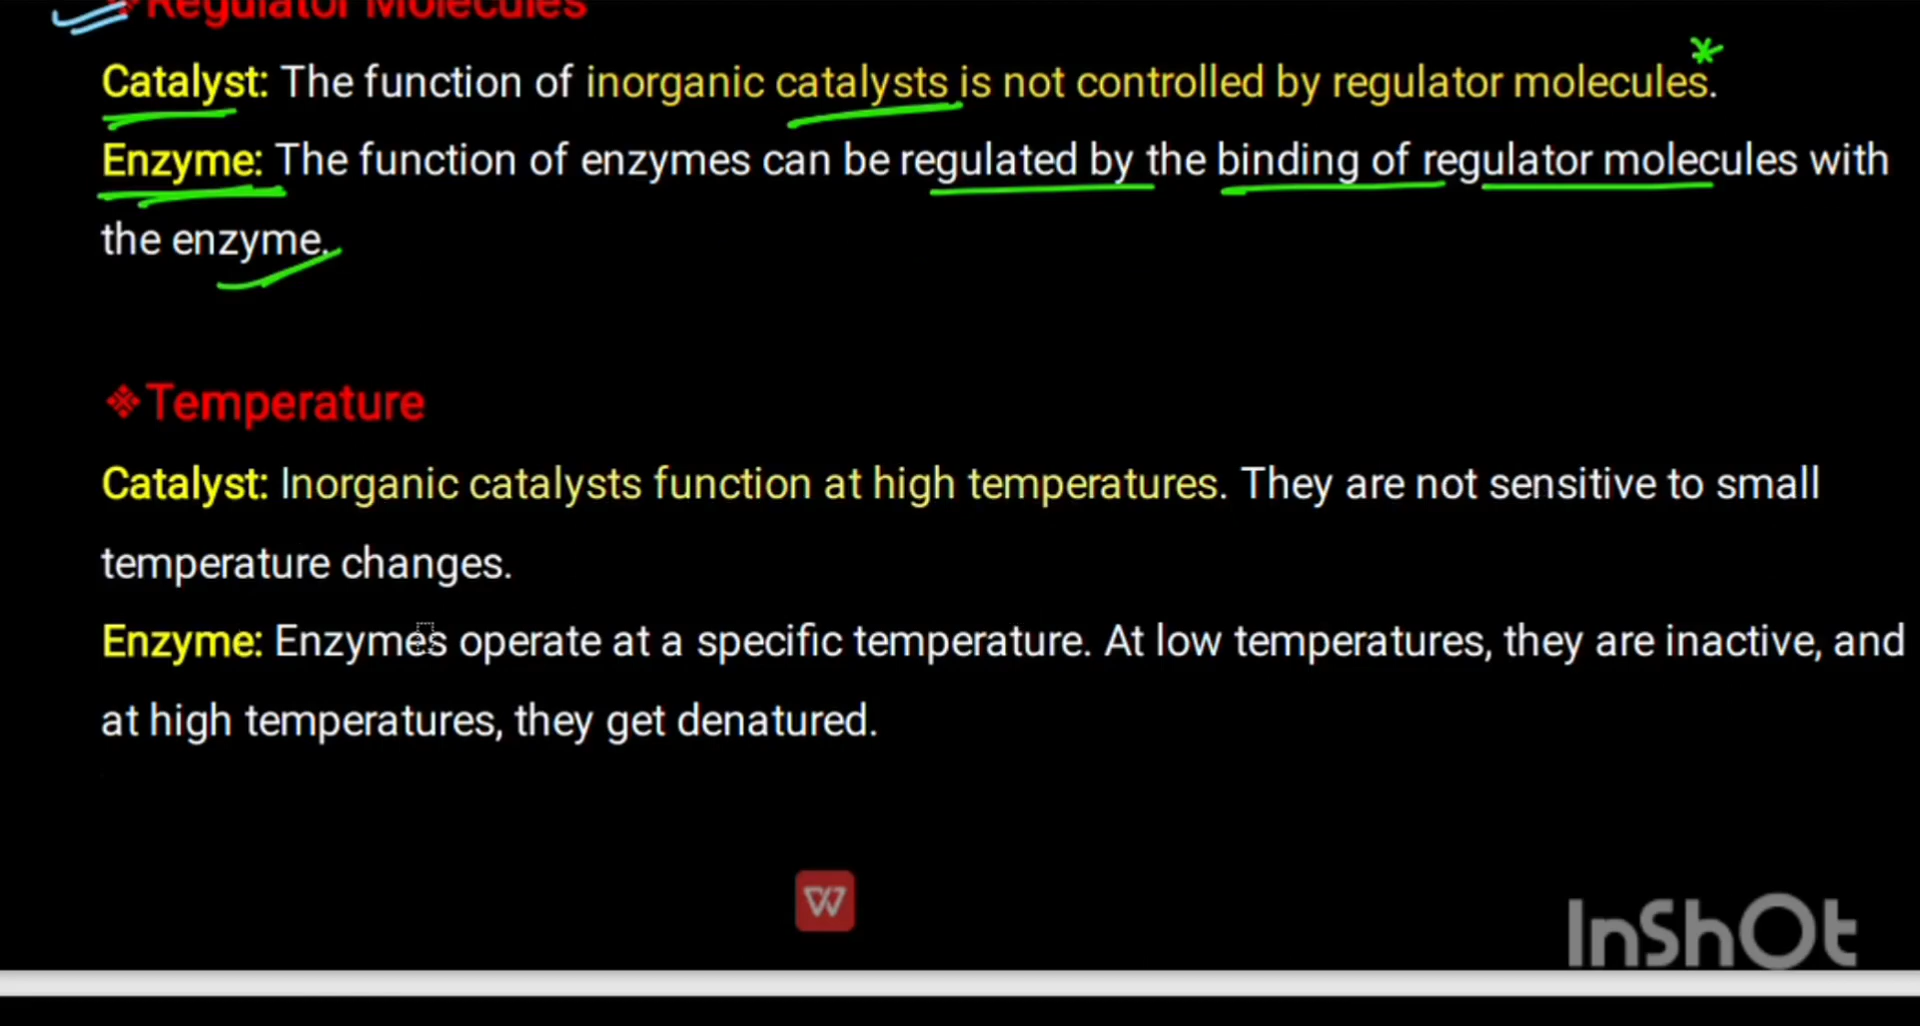 ❖Regulator Molecules
Catalyst: The function of inorganic catalysts is not controlled by regulator molecules.
Enzyme: The function of enzymes can be regulated by the binding of regulator molecules with
the enzyme.
❖Temperature
Catalyst: Inorganic catalysts function at high temperatures. They are not sensitive to small
temperature changes.
Enzyme: Enzymes operate at a specific temperature. At low temperatures, they are inactive, and
at high temperatures, they get denatured.
W
InShOt